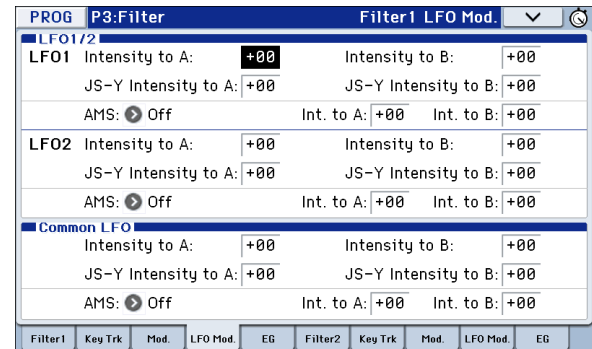 PROG P3:Filter Filter1 LFO Mod.
LFO1/2
LFO1 Intensity to A: +00 Intensity to B: +00
JS-Y Intensity to A: +00 JS-Y Intensity to B: +00
AMS: Off Int. to A: +00 Int. to B: +00
LFO2 Intensity to A: +00 Intensity to B: +00
JS-Y Intensity to A: +00 JS-Y Intensity to B: +00
AMS: Off Int. to A: +00 Int. to B: +00
Common LFO
Intensity to A: +00 Intensity to B: +00
JS-Y Intensity to A: +00 JS-Y Intensity to B: +00
AMS: Off Int. to A: +00 Int. to B: +00
Filter1 Key Trk Mod. LFO Mod. EG Filter2 Key Trk Mod. LFO Mod. EG